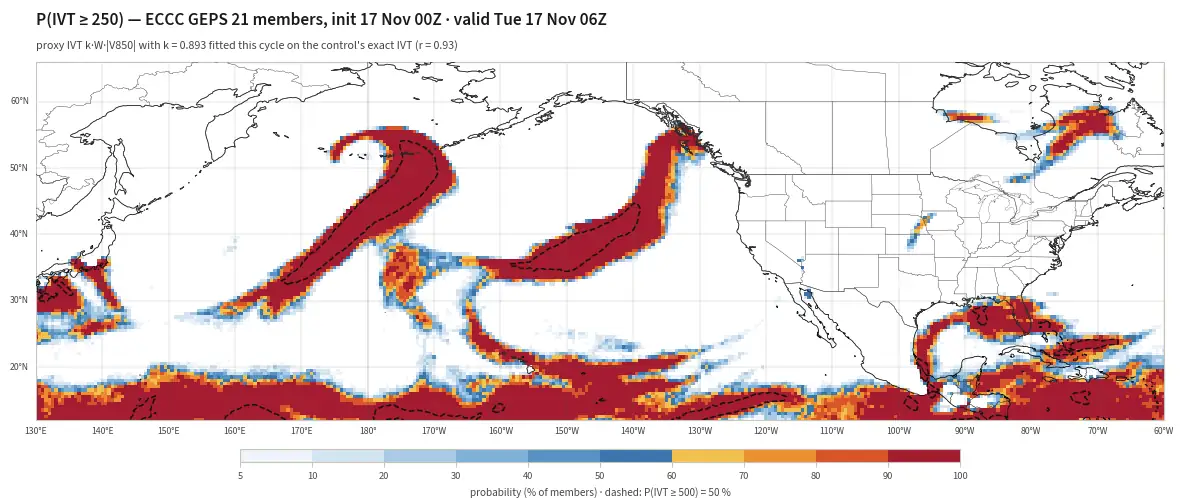 P(IVT ≥ 250) — ECCC GEPS 21 members, init 17 Nov 00Z · valid Tue 17 Nov 06Z
proxy IVT k·W·|V850| with k = 0.893 fitted this cycle on the control's exact IVT (r = 0.93)
60°N
50°N
40°N
30°N
20°N
130°E 140°E 150°E 160°E 170°E 180° 170°W 160°W 150°W 140°W 130°W 120°W 110°W 100°W 90°W 80°W 70°W 60°W
5 10 20 30 40 50 60 70 80 90 100
probability (% of members) · dashed: P(IVT ≥ 500) = 50 %